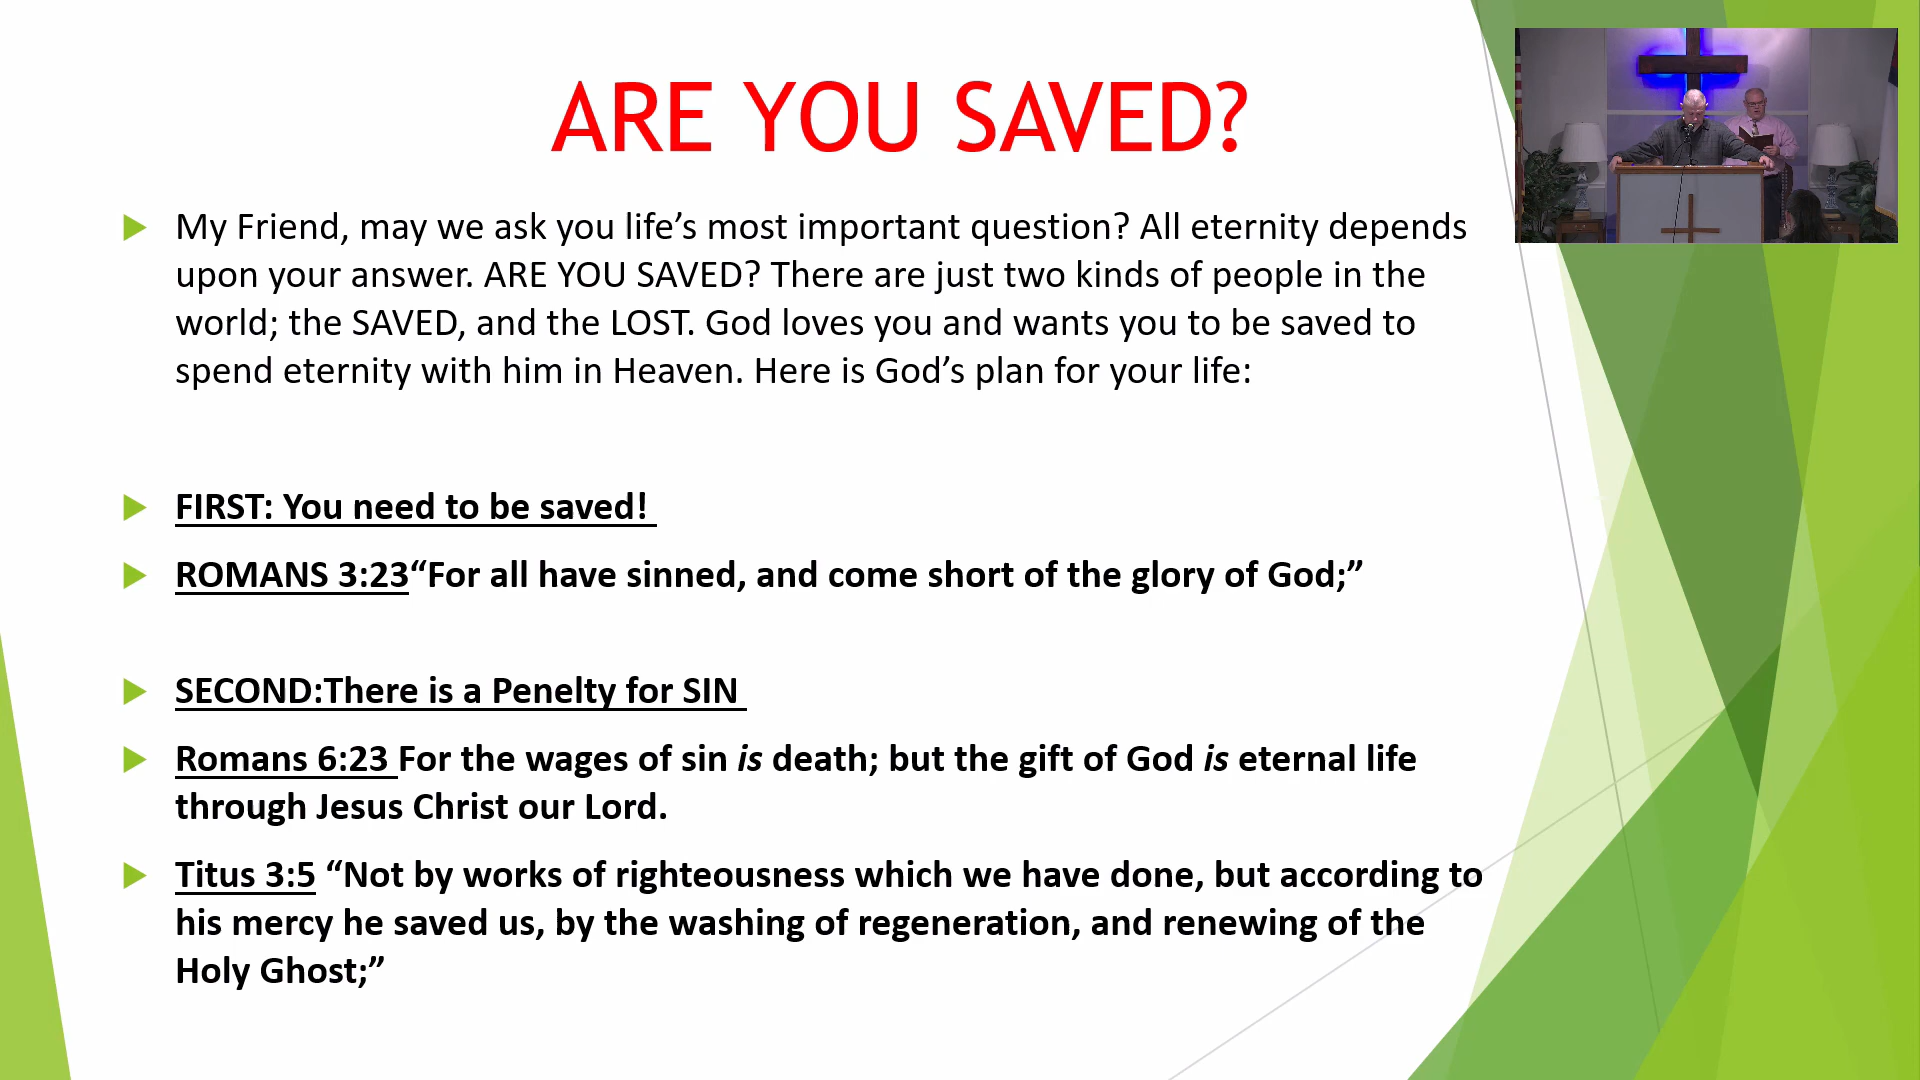 ARE YOU SAVED?
My Friend, may we ask you life’s most important question? All eternity depends
upon your answer. ARE YOU SAVED? There are just two kinds of people in the
world; the SAVED, and the LOST. God loves you and wants you to be saved to
spend eternity with him in Heaven. Here is God’s plan for your life:
FIRST: You need to be saved!
ROMANS 3:23“For all have sinned, and come short of the glory of God;”
SECOND:There is a Penelty for SIN
Romans 6:23 For the wages of sin is death; but the gift of God is eternal life
through Jesus Christ our Lord.
Titus 3:5 “Not by works of righteousness which we have done, but according to
his mercy he saved us, by the washing of regeneration, and renewing of the
Holy Ghost;”